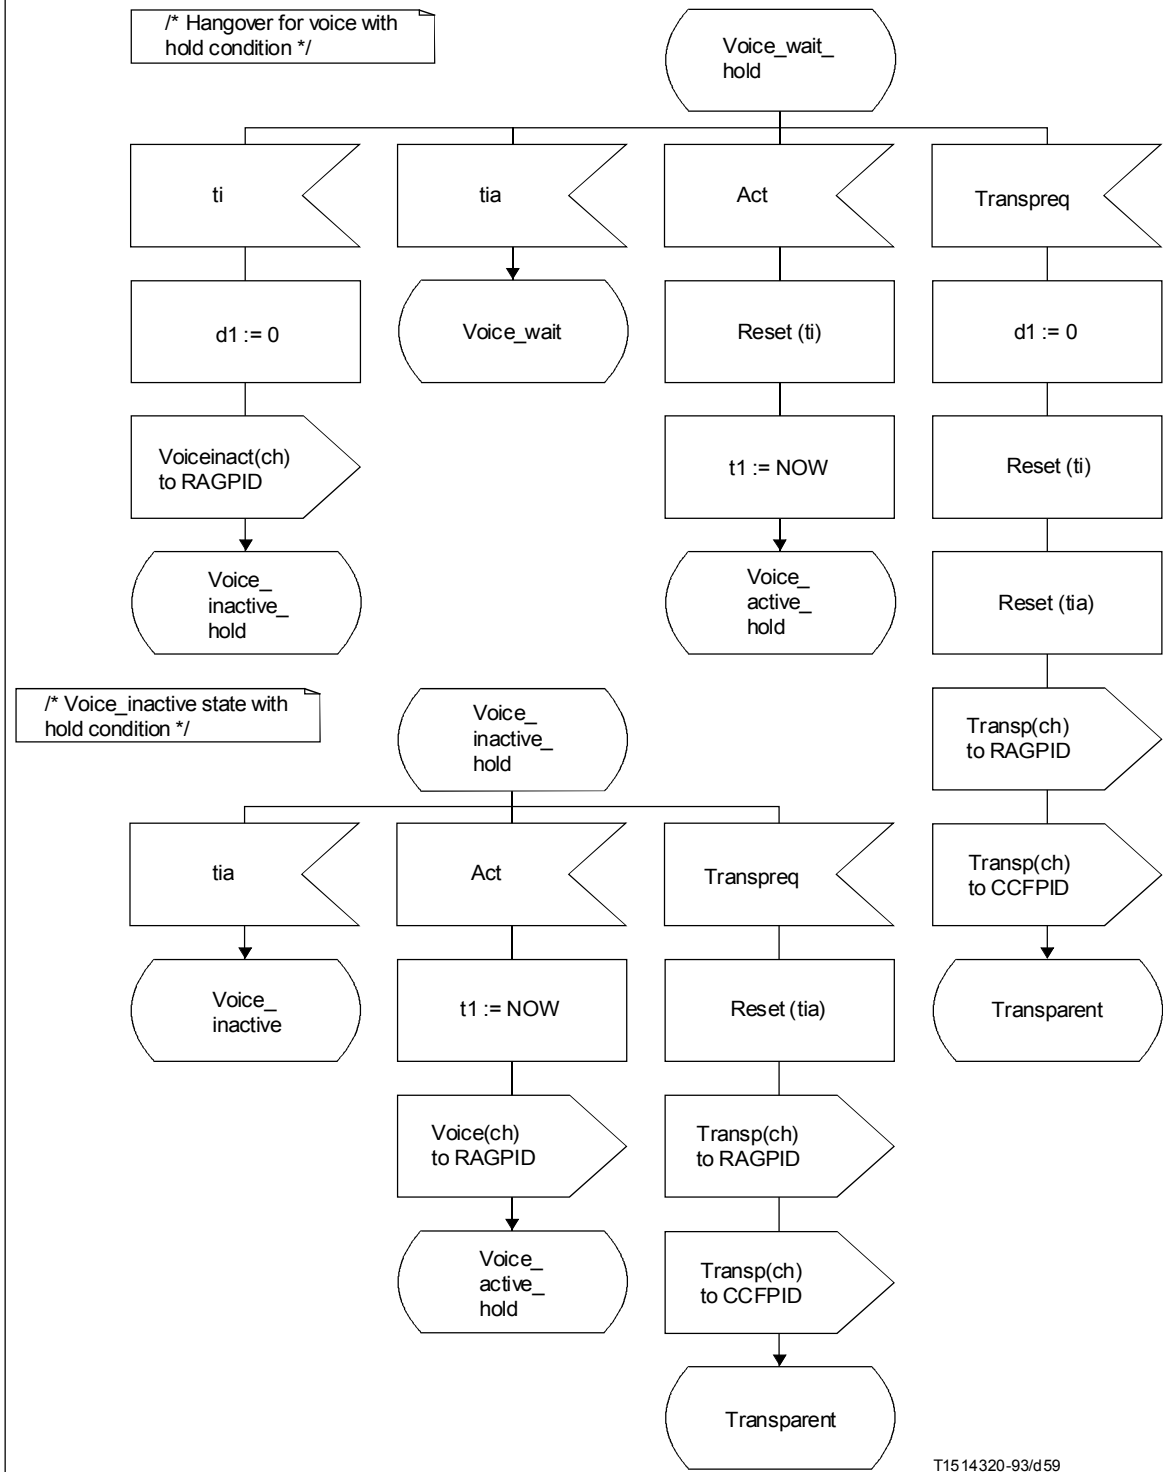 /* Hangover for voice with
hold condition */
Voice_wait_
hold
ti
tia
Act
Transpreq
d1 := 0
Voice_wait
Reset (ti)
d1 := 0
Voiceinact(ch)
to RAGPID
t1 := NOW
Reset (ti)
Voice_
inactive_
hold
Voice_
active_
hold
Reset (tia)
/* Voice_inactive state with
hold condition */
Voice_
inactive_
hold
Transp(ch)
to RAGPID
tia
Act
Transpreq
Transp(ch)
to CCFPID
Voice_
inactive
t1 := NOW
Reset (tia)
Transparent
Voice(ch)
to RAGPID
Transp(ch)
to RAGPID
Voice_
active_
hold
Transp(ch)
to CCFPID
Transparent
T1514320-93/d59